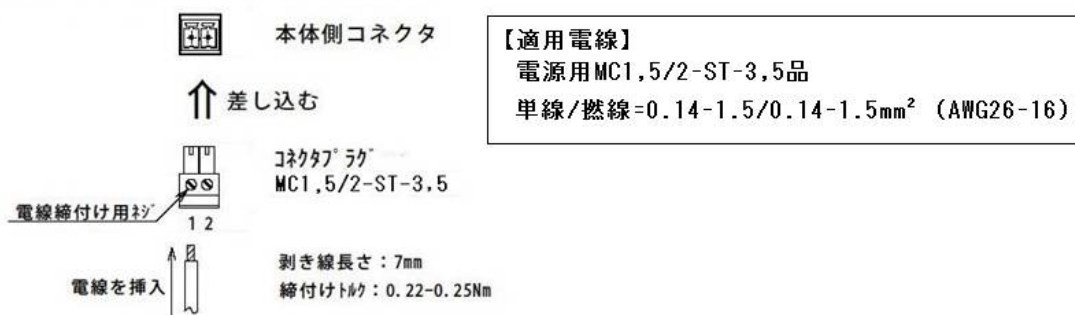 本体側コネクタ
差し込む
コネクタプラグ
MC1,5/2-ST-3,5
電線締付け用ネジ
1 2
電線を挿入
剥き線長さ：7mm
締付けトルク：0.22-0.25Nm
【適用電線】
電源用MC1,5/2-ST-3,5品
単線/撚線=0.14-1.5/0.14-1.5mm² (AWG26-16)